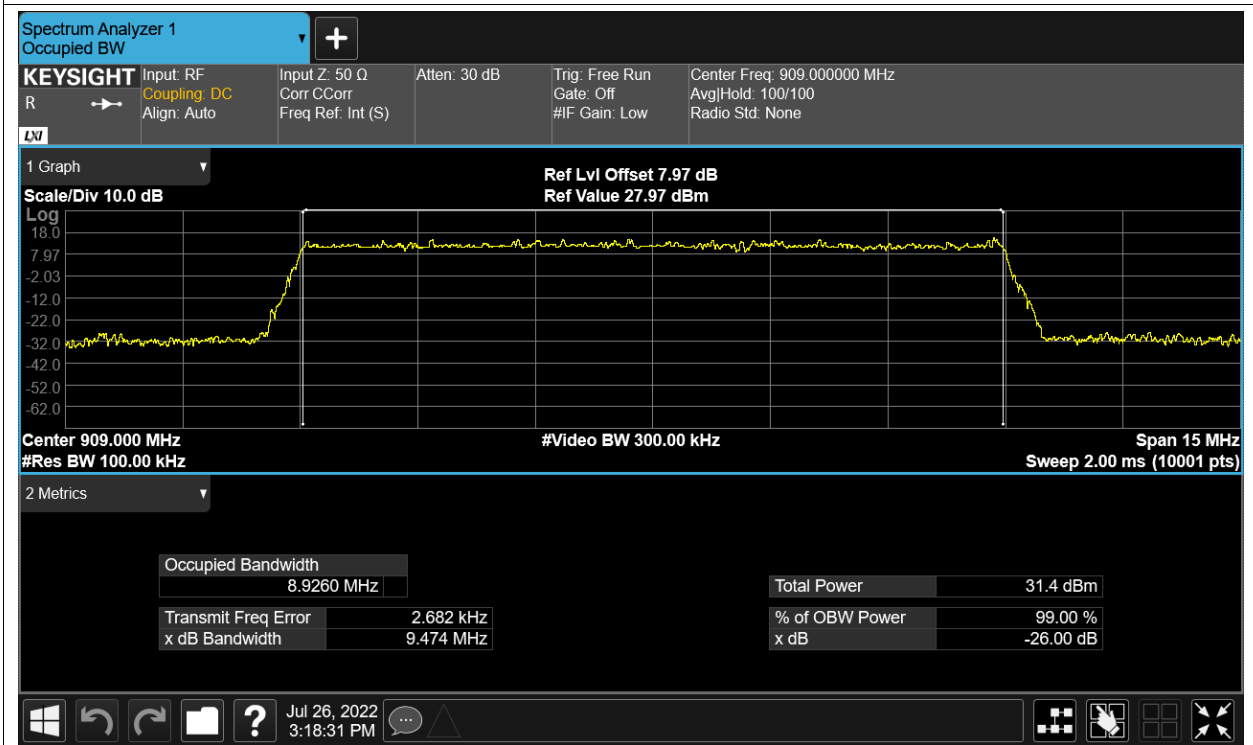 Spectrum Analyzer 1
Occupied BW
KEYSIGHT
R
LXI
Input: RF
Coupling: DC
Align: Auto
Input Z: 50 Ω
Corr CCorr
Freq Ref: Int (S)
Atten: 30 dB
Trig: Free Run
Gate: Off
#IF Gain: Low
Center Freq: 909.000000 MHz
Avg|Hold: 100/100
Radio Std: None
1 Graph
Scale/Div 10.0 dB
Ref Lvl Offset 7.97 dB
Ref Value 27.97 dBm
Log
18.0
7.97
-2.03
-12.0
-22.0
-32.0
-42.0
-52.0
-62.0
Center 909.000 MHz
#Res BW 100.00 kHz
#Video BW 300.00 kHz
Span 15 MHz
Sweep 2.00 ms (10001 pts)
2 Metrics
Occupied Bandwidth
8.9260 MHz
Transmit Freq Error 2.682 kHz
x dB Bandwidth 9.474 MHz
Total Power 31.4 dBm
% of OBW Power 99.00 %
x dB -26.00 dB
?
Jul 26, 2022
3:18:31 PM